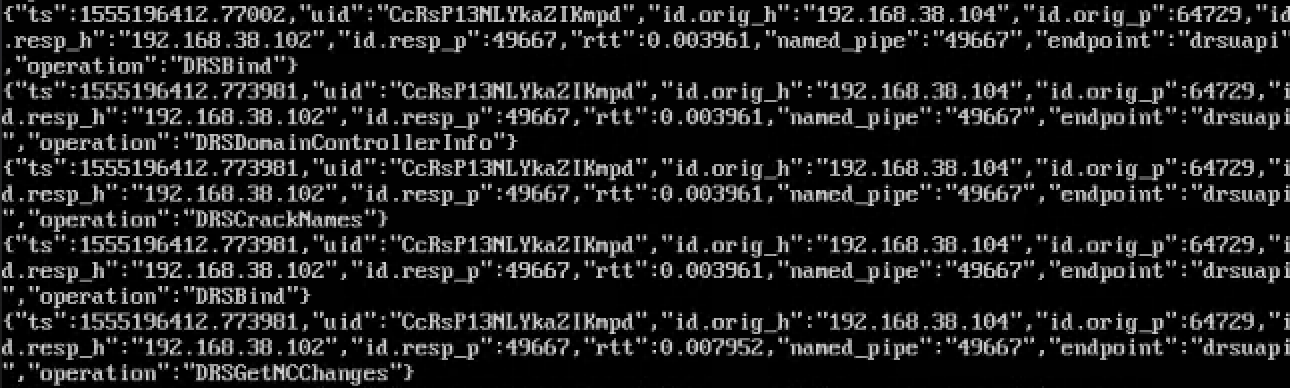 {"ts":1555196412.77002,"uid":"CcRsP13NLYkaZIKmpd","id.orig_h":"192.168.38.104","id.orig_p":64729,"id
.resp_h":"192.168.38.102","id.resp_p":49667,"rtt":0.003961,"named_pipe":"49667","endpoint":"drsuapi"
,"operation":"DRSBind"}
{"ts":1555196412.773981,"uid":"CcRsP13NLYkaZIKmpd","id.orig_h":"192.168.38.104","id.orig_p":64729,"i
d.resp_h":"192.168.38.102","id.resp_p":49667,"rtt":0.003961,"named_pipe":"49667","endpoint":"drsuapi
","operation":"DRSDomainControllerInfo"}
{"ts":1555196412.773981,"uid":"CcRsP13NLYkaZIKmpd","id.orig_h":"192.168.38.104","id.orig_p":64729,"i
d.resp_h":"192.168.38.102","id.resp_p":49667,"rtt":0.003961,"named_pipe":"49667","endpoint":"drsuapi
","operation":"DRSCrackNames"}
{"ts":1555196412.773981,"uid":"CcRsP13NLYkaZIKmpd","id.orig_h":"192.168.38.104","id.orig_p":64729,"i
d.resp_h":"192.168.38.102","id.resp_p":49667,"rtt":0.003961,"named_pipe":"49667","endpoint":"drsuapi
","operation":"DRSBind"}
{"ts":1555196412.773981,"uid":"CcRsP13NLYkaZIKmpd","id.orig_h":"192.168.38.104","id.orig_p":64729,"i
d.resp_h":"192.168.38.102","id.resp_p":49667,"rtt":0.007952,"named_pipe":"49667","endpoint":"drsuapi
","operation":"DRSGetNCChanges"}